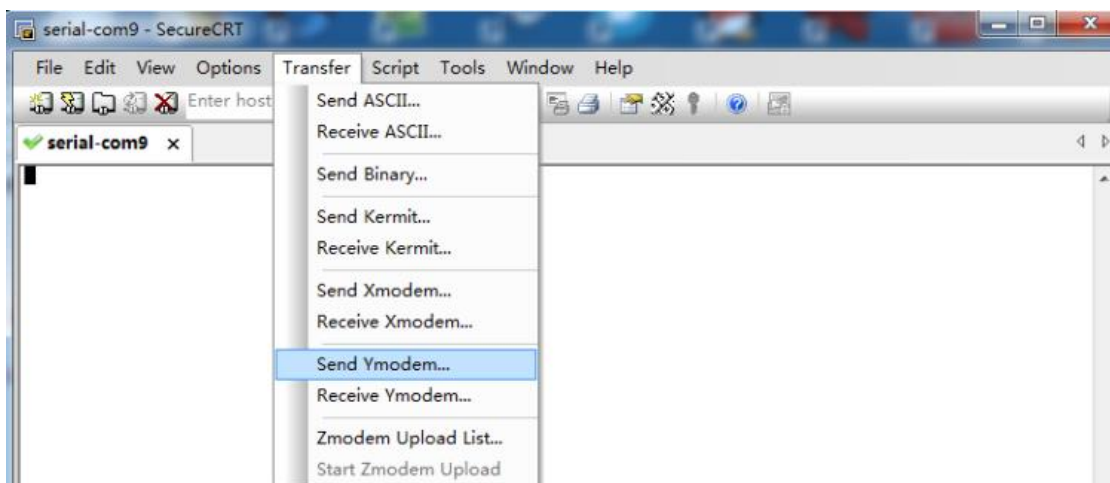 serial-com9 - SecureCRT
File Edit View Options Transfer Script Tools Window Help
Enter host
serial-com9 x
Send ASCII...
Receive ASCII...
Send Binary...
Send Kermit...
Receive Kermit...
Send Xmodem...
Receive Xmodem...
Send Ymodem...
Receive Ymodem...
Zmodem Upload List...
Start Zmodem Upload